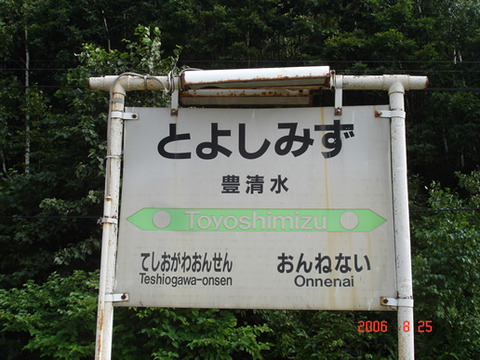 とよしみず
豊清水
Toyoshimizu
てしおがわおんせん おんねない
Teshiogawa-onsen Onnenai
2006 8 25